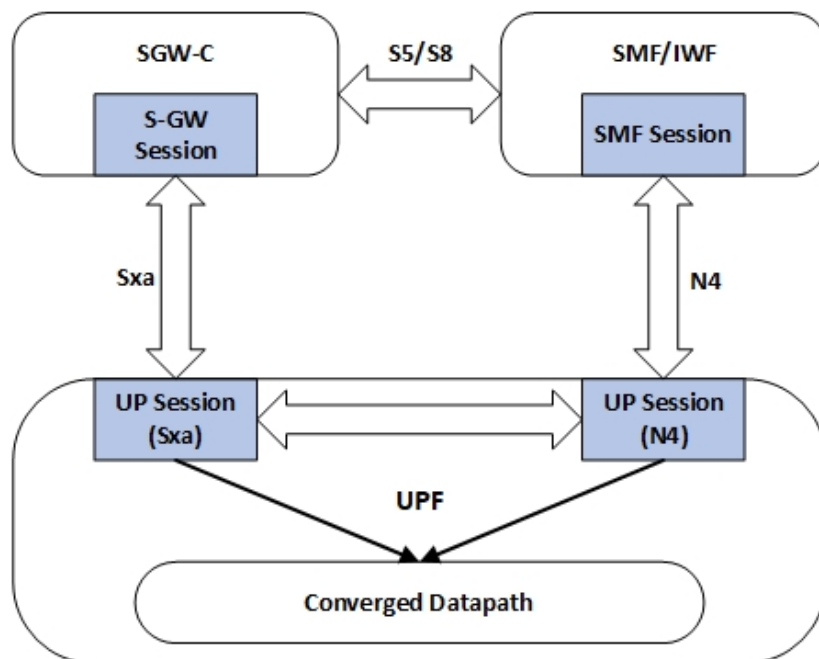 SGW-C
S5/S8
SMF/IWF
S-GW
Session
SMF Session
Sxa
N4
UP Session
(Sxa)
UP Session
(N4)
UPF
Converged Datapath